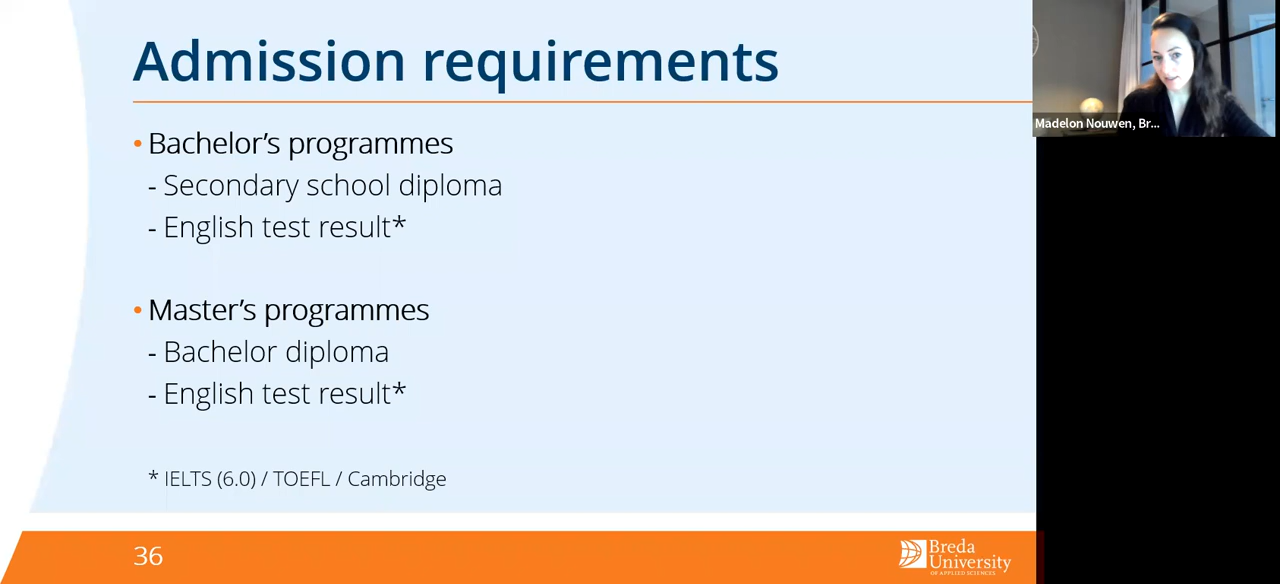 Admission requirements
• Bachelor's programmes
- Secondary school diploma
- English test result*
• Master's programmes
- Bachelor diploma
- English test result*
* IELTS (6.0) / TOEFL / Cambridge
36
Breda
University
OF APPLIED SCIENCES
Madelon Nouwen, Br...